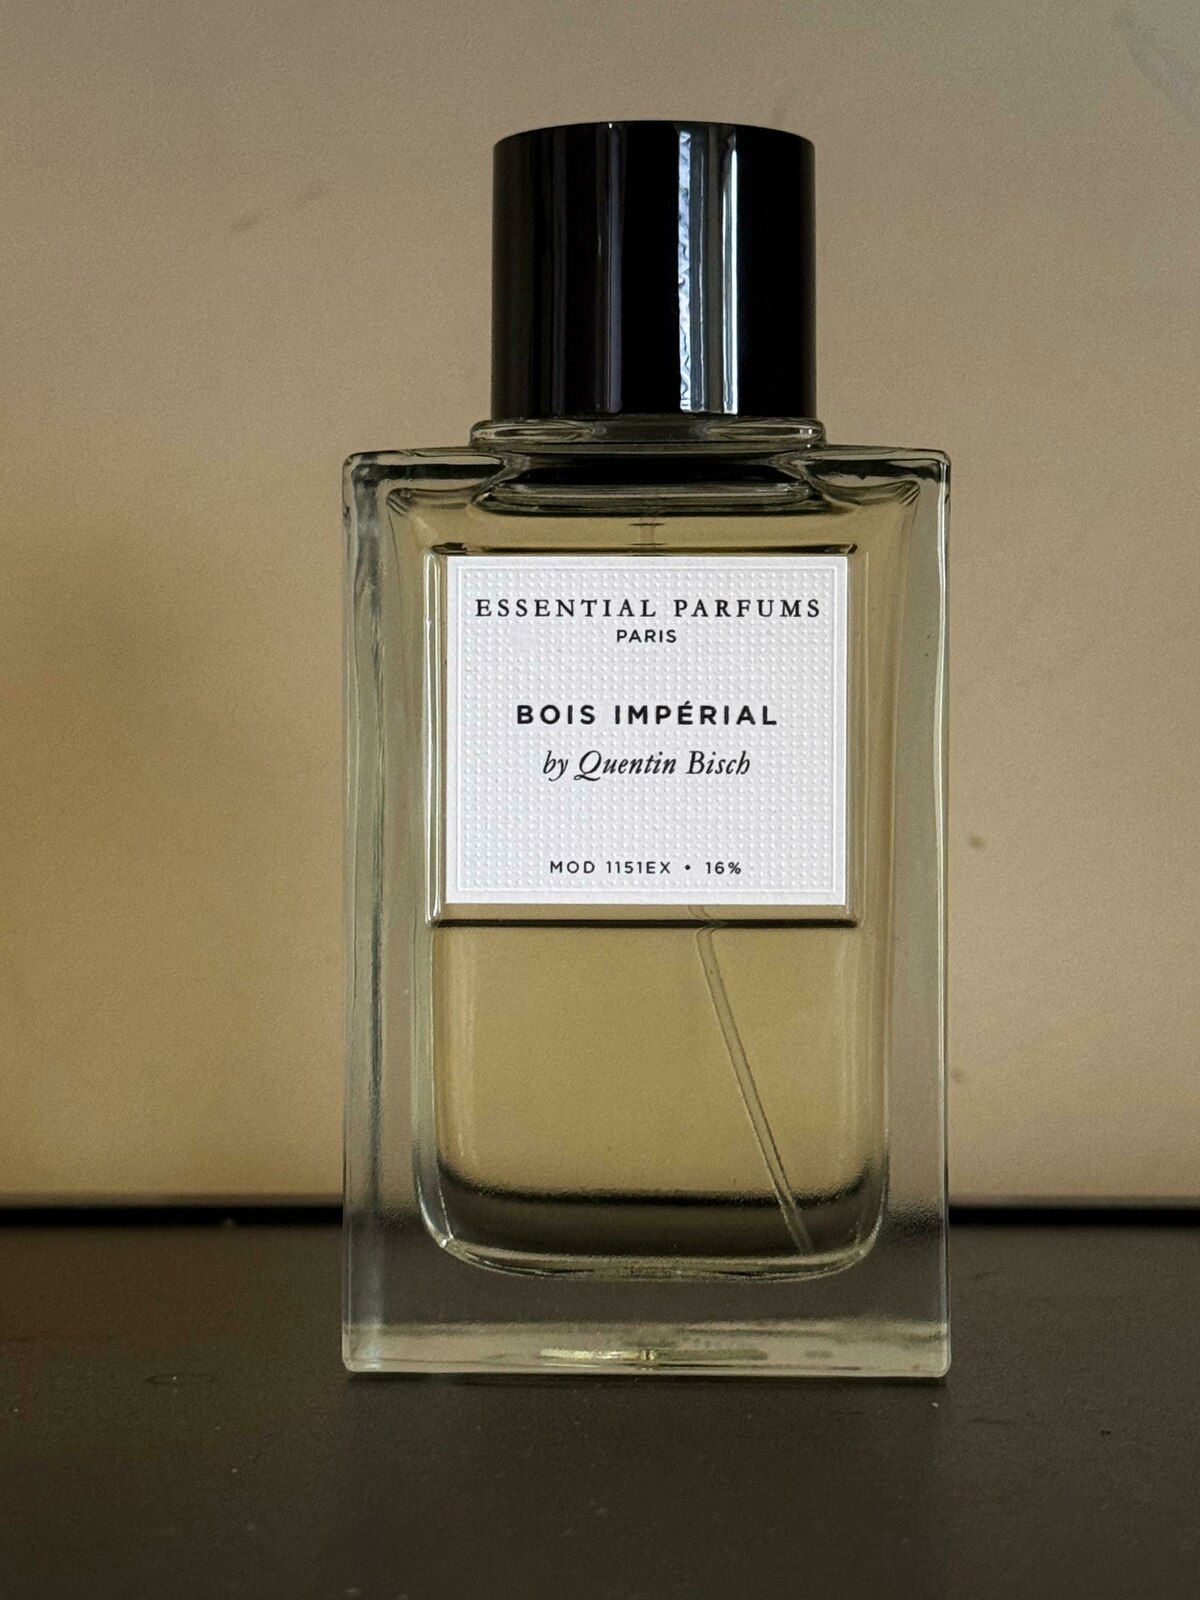 ESSENTIAL PARFUMS
PARIS
BOIS IMPÉRIAL
by Quentin Bisch
MOD 1151EX • 16%